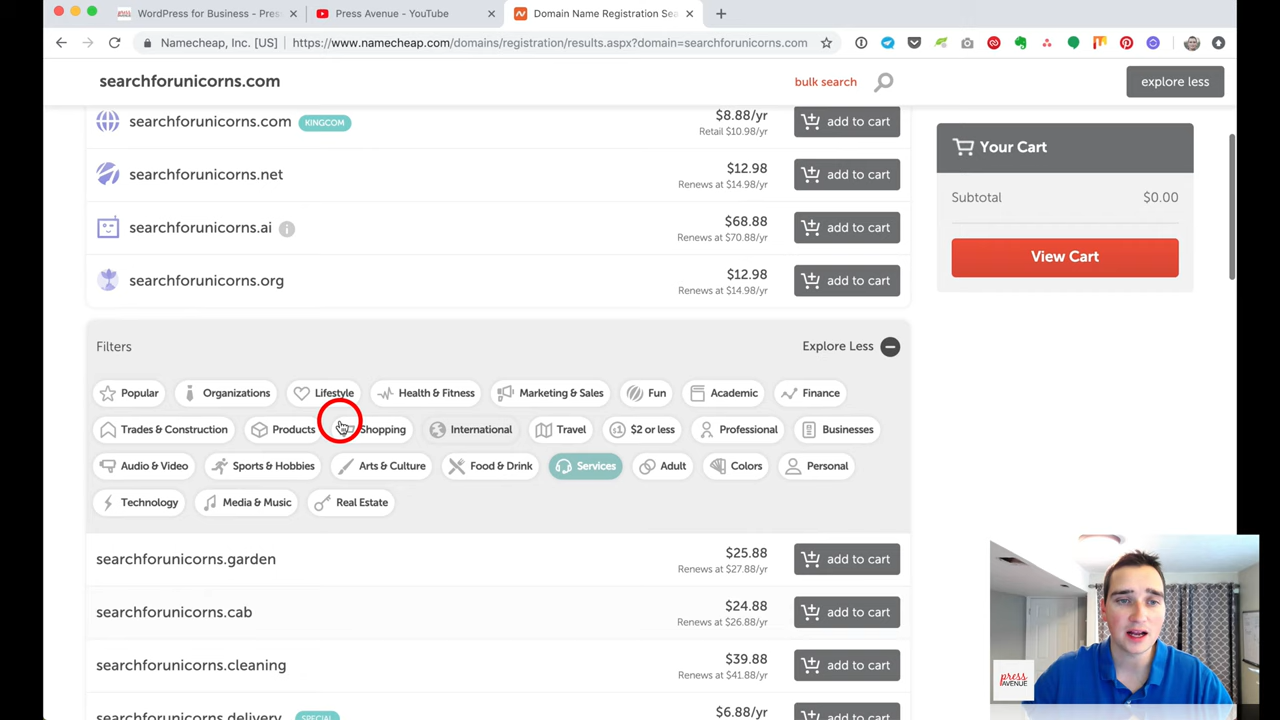 WordPress for Business - Pres
Press Avenue - YouTube
Domain Name Registration Sea
Namecheap, Inc. [US]
https://www.namecheap.com/domains/registration/results.aspx?domain=searchforunicorns.com
searchforunicorns.com
bulk search
explore less
searchforunicorns.com KINGCOM
$8.88/yr
Retail $10.98/yr
add to cart
searchforunicorns.net
$12.98
Renews at $14.98/yr
add to cart
searchforunicorns.ai
$68.88
Renews at $70.88/yr
add to cart
searchforunicorns.org
$12.98
Renews at $14.98/yr
add to cart
Your Cart
Subtotal $0.00
View Cart
Filters
Explore Less
Popular Organizations Lifestyle Health & Fitness Marketing & Sales Fun Academic Finance
Trades & Construction Products Shopping International Travel $2 or less Professional Businesses
Audio & Video Sports & Hobbies Arts & Culture Food & Drink Services Adult Colors Personal
Technology Media & Music Real Estate
searchforunicorns.garden
$25.88
Renews at $27.88/yr
add to cart
searchforunicorns.cab
$24.88
Renews at $26.88/yr
add to cart
searchforunicorns.cleaning
$39.88
Renews at $41.88/yr
add to cart
searchforunicorns.delivery SPECIAL
$6.88/yr
add to cart
press
AVENUE